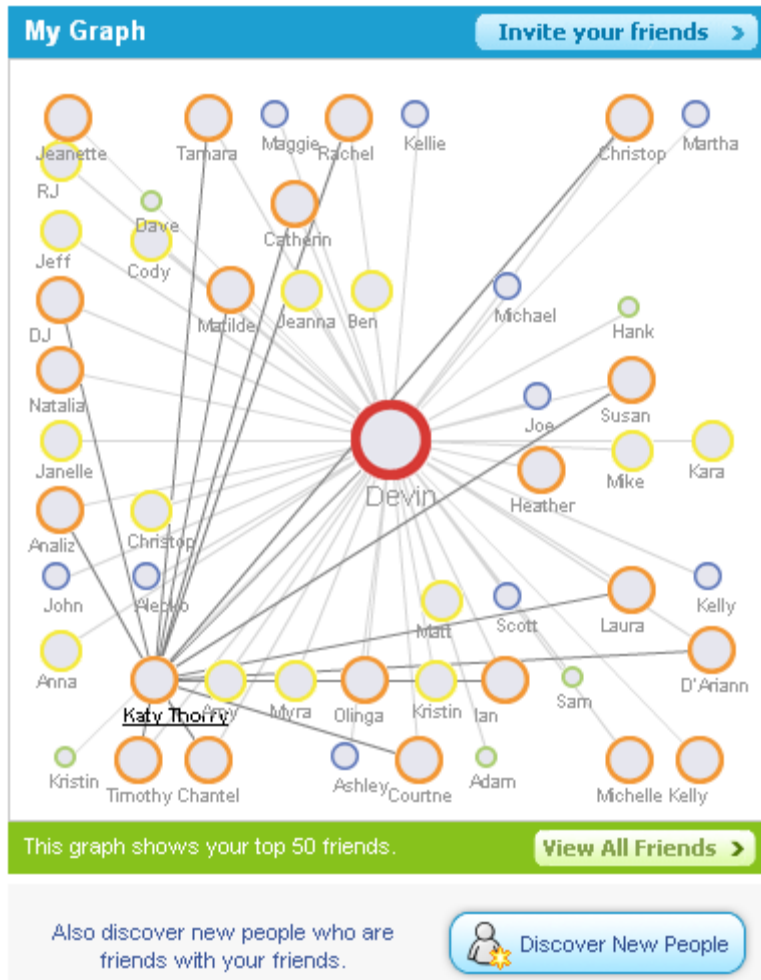 My Graph
Invite your friends >
Jeanette
Tamara
Maggie
Rachel
Kellie
Christop
Martha
RJ
Dave
Catherin
Jeff
Cody
Matilde
Jeanna
Ben
Michael
Hank
DJ
Natalia
Joe
Susan
Janelle
Devin
Heather
Mike
Kara
Analiz
Christop
John
Matt
Scott
Laura
Kelly
Anna
Katy Thorry
Amy
Myra
Olinga
Kristin
Ian
Sam
D'Ariann
Kristin
Timothy
Chantel
Ashley
Courtne
Adam
Michelle
Kelly
This graph shows your top 50 friends.
View All Friends >
Also discover new people who are
friends with your friends.
Discover New People